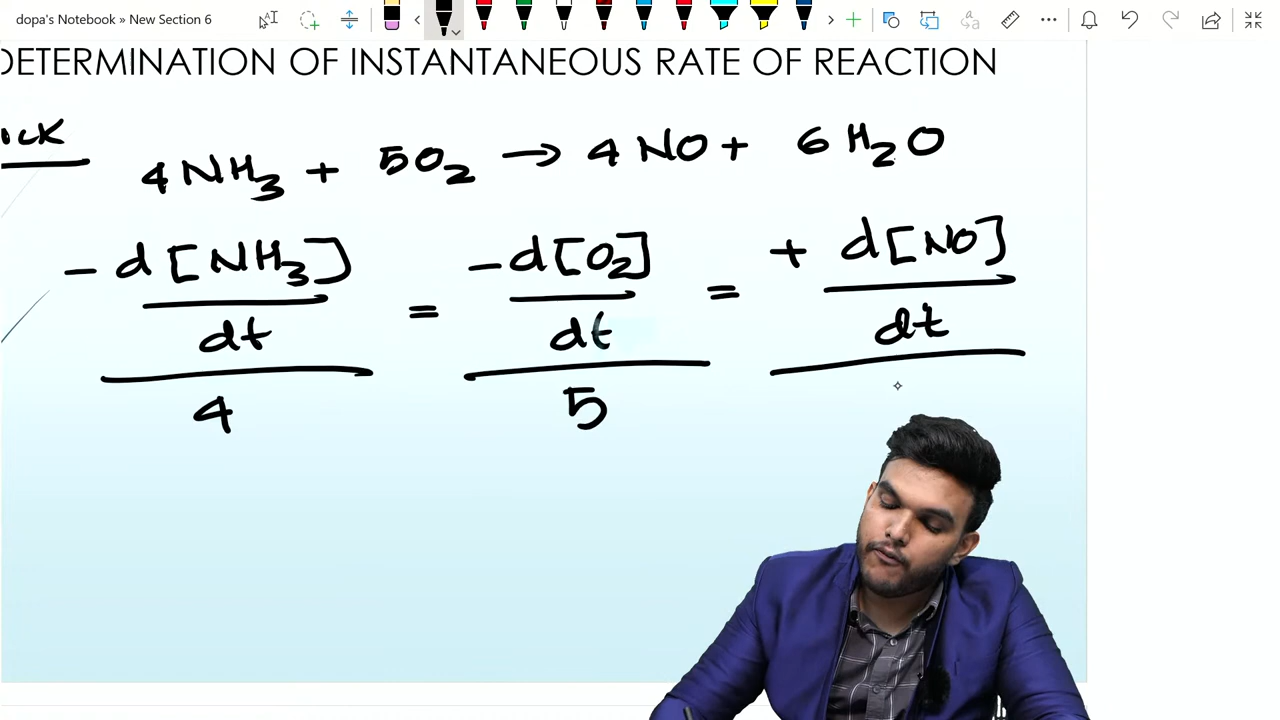 dopa's Notebook » New Section 6
DETERMINATION OF INSTANTANEOUS RATE OF REACTION
4NH3 + 5O2 → 4NO + 6H2O
-d[NH3]/dt/4 = -d[O2]/dt/5 = +d[NO]/dt